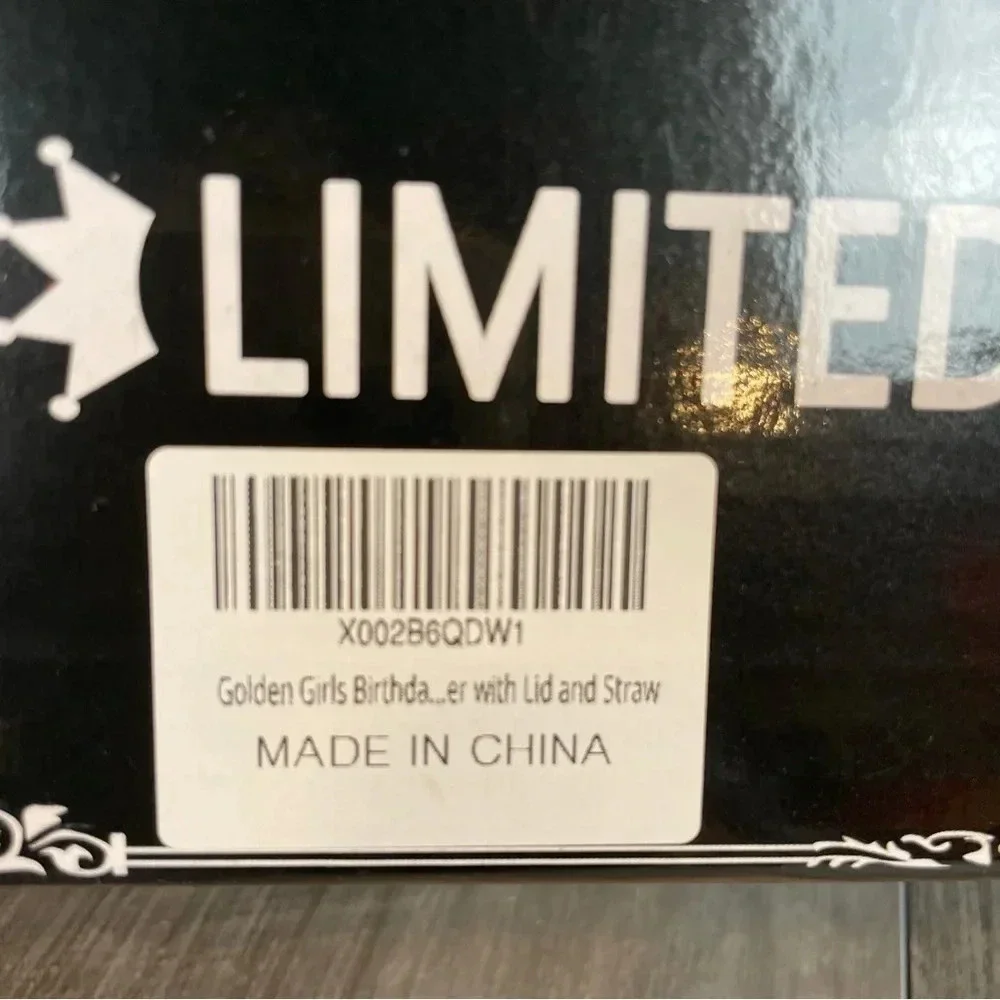 LIMITED
X002B6QDW1
Golden Girls Birthda...er with Lid and Straw
MADE IN CHINA